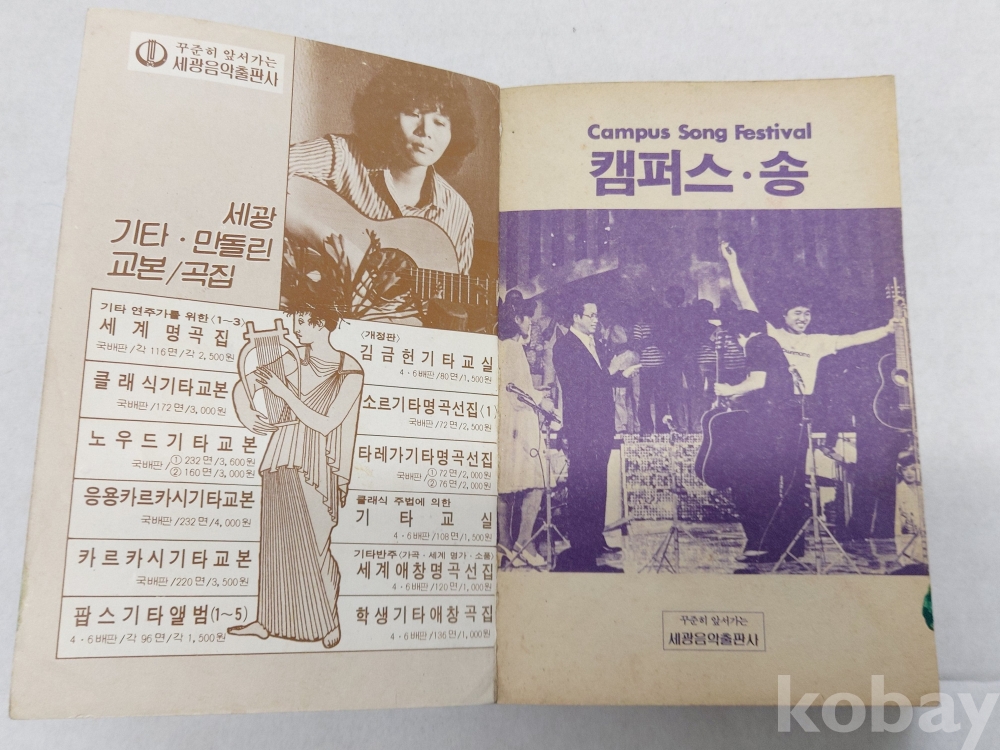 꾸준히 앞서가는
세광음악출판사
세광
기타·만돌린
교본/곡집
기타 연주가를 위한〈1~3〉
세계명곡집
국배판/각 116면/각 2,500원
클래식기타교본
국배판/172면/3,000원
노우드기타교본
국배판/①232면/3,600원
②160면/3,000원
응용카르카시기타교본
국배판/232면/4,000원
카르카시기타교본
국배판/220면/3,500원
팝스기타앨범(1~5)
4·6배판/각 96면/각 1,500원
〈개정판〉
김금헌기타교실
4·6배판/80면/1,500원
소르기타명곡선집〈1〉
국배판/72면/2,500원
타레가기타명곡선집
국배판/①72면/2,000원
②76면/2,000원
클래식 주법에 의한
기타교실
4·6배판/108면/1,500원
기타반주〈가곡·세계 명가·소품〉
세계애창명곡선집
4·6배판/120면/1,000원
학생기타애창곡집
4·6배판/136면/1,000원
Campus Song Festival
캠퍼스·송
꾸준히 앞서가는
세광음악출판사
kobay